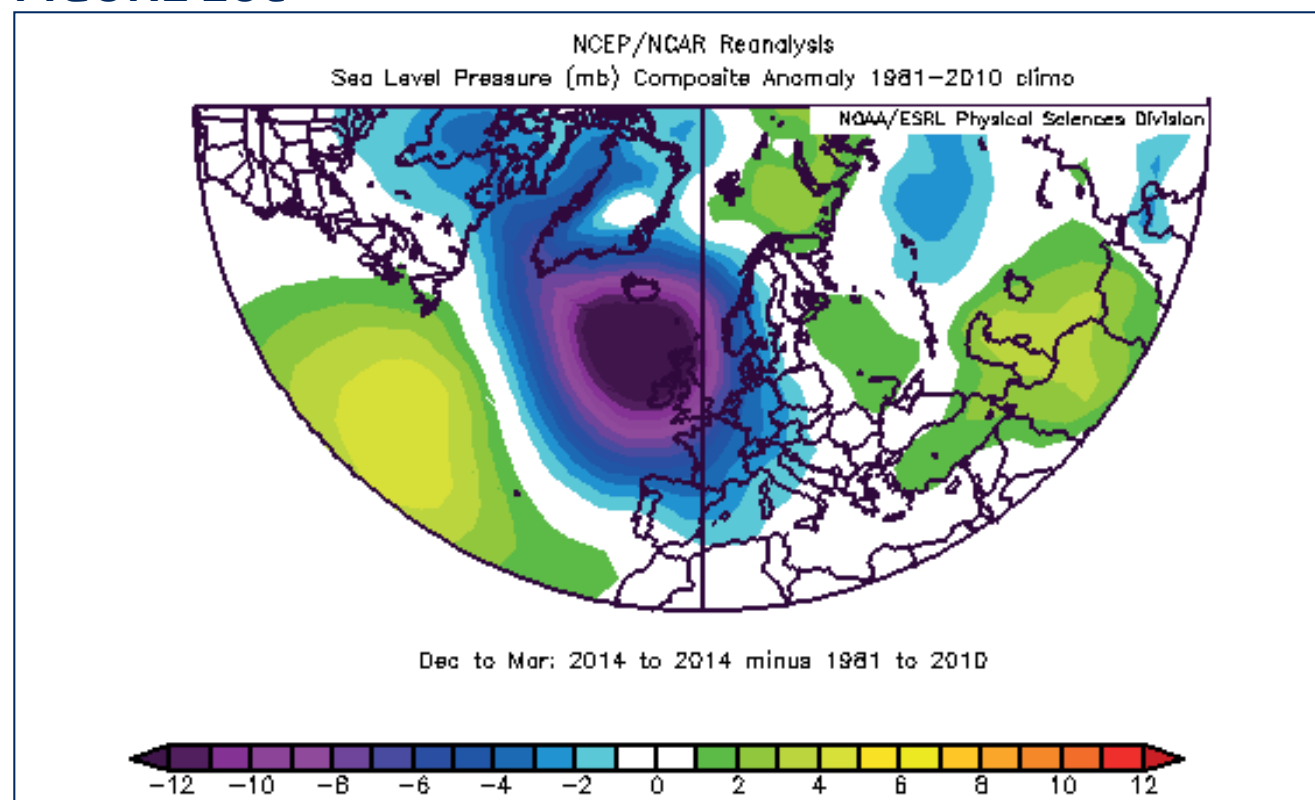 NCEP/NCAR Reanalysis
Sea Level Pressure (mb) Composite Anomaly 1981–2010 climo
NOAA/ESRL Physical Sciences Division
Dec to Mar: 2014 to 2014 minus 1981 to 2010
−12 −10 −8 −6 −4 −2 0 2 4 6 8 10 12